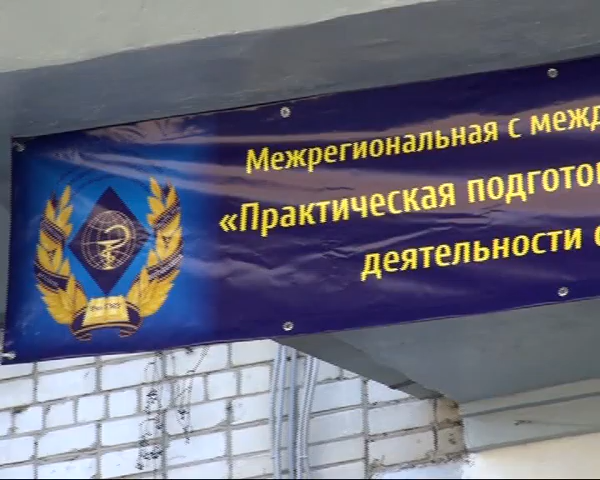 Межрегиональная с межд
«Практическая подгото
деятельности с